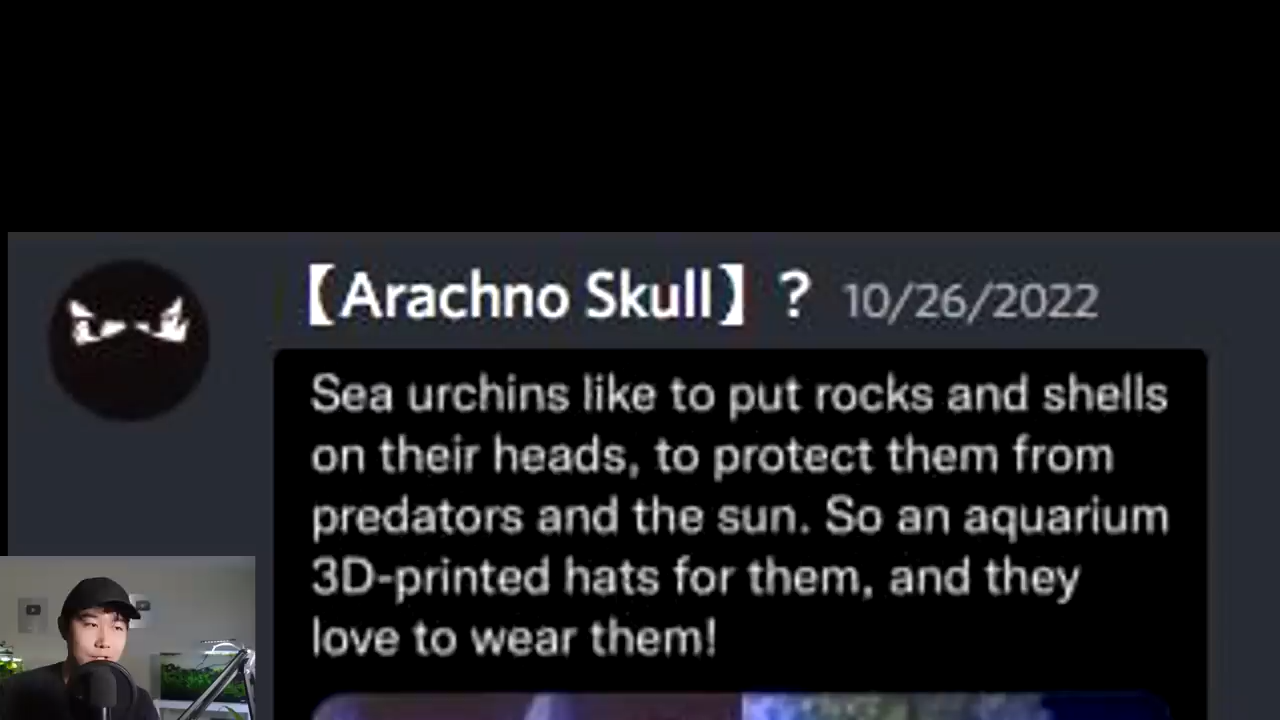 【Arachno Skull】 ? 10/26/2022
Sea urchins like to put rocks and shells
on their heads, to protect them from
predators and the sun. So an aquarium
3D-printed hats for them, and they
love to wear them!